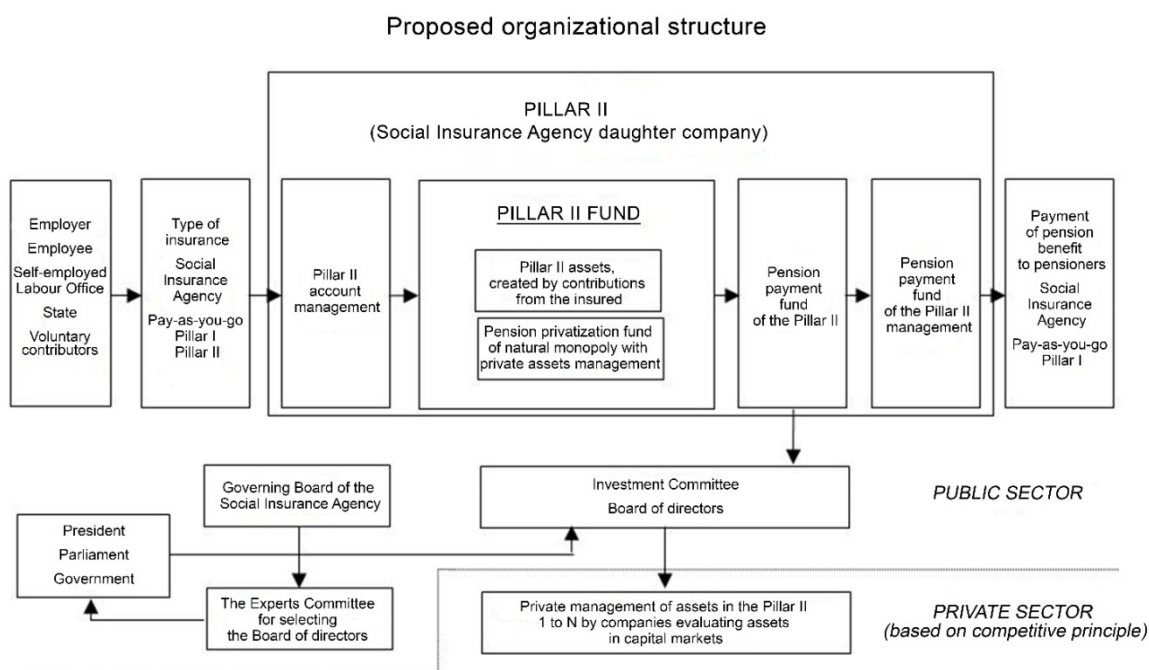 Proposed organizational structure
PILLAR II
(Social Insurance Agency daughter company)
Employer
Employee
Self-employed
Labour Office
State
Voluntary
contributors
Type of
insurance
Social
Insurance
Agency
Pay-as-you-go
Pillar I
Pillar II
Pillar II
account
management
PILLAR II FUND
Pillar II assets,
created by contributions
from the insured
Pension privatization fund
of natural monopoly with
private assets management
Pension
payment
fund
of the Pillar II
Pension
payment
fund
of the Pillar II
management
Payment
of pension
benefit
to pensioners
Social
Insurance
Agency
Pay-as-you-go
Pillar I
Governing Board of the
Social Insurance Agency
Investment Committee
Board of directors
PUBLIC SECTOR
President
Parliament
Government
The Experts Committee
for selecting
the Board of directors
Private management of assets in the Pillar II
1 to N by companies evaluating assets
in capital markets
PRIVATE SECTOR
(based on competitive principle)